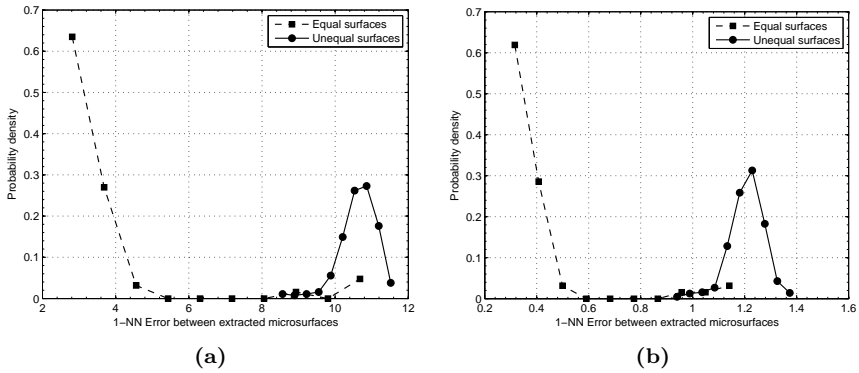 0.7
0.6
0.5
0.4
0.3
0.2
0.1
0
Probability density
2 4 6 8 10 12
1−NN Error between extracted microsurfaces
Equal surfaces
Unequal surfaces
(a)
0.7
0.6
0.5
0.4
0.3
0.2
0.1
0
Probability density
0.2 0.4 0.6 0.8 1 1.2 1.4 1.6
1−NN Error between extracted microsurfaces
Equal surfaces
Unequal surfaces
(b)